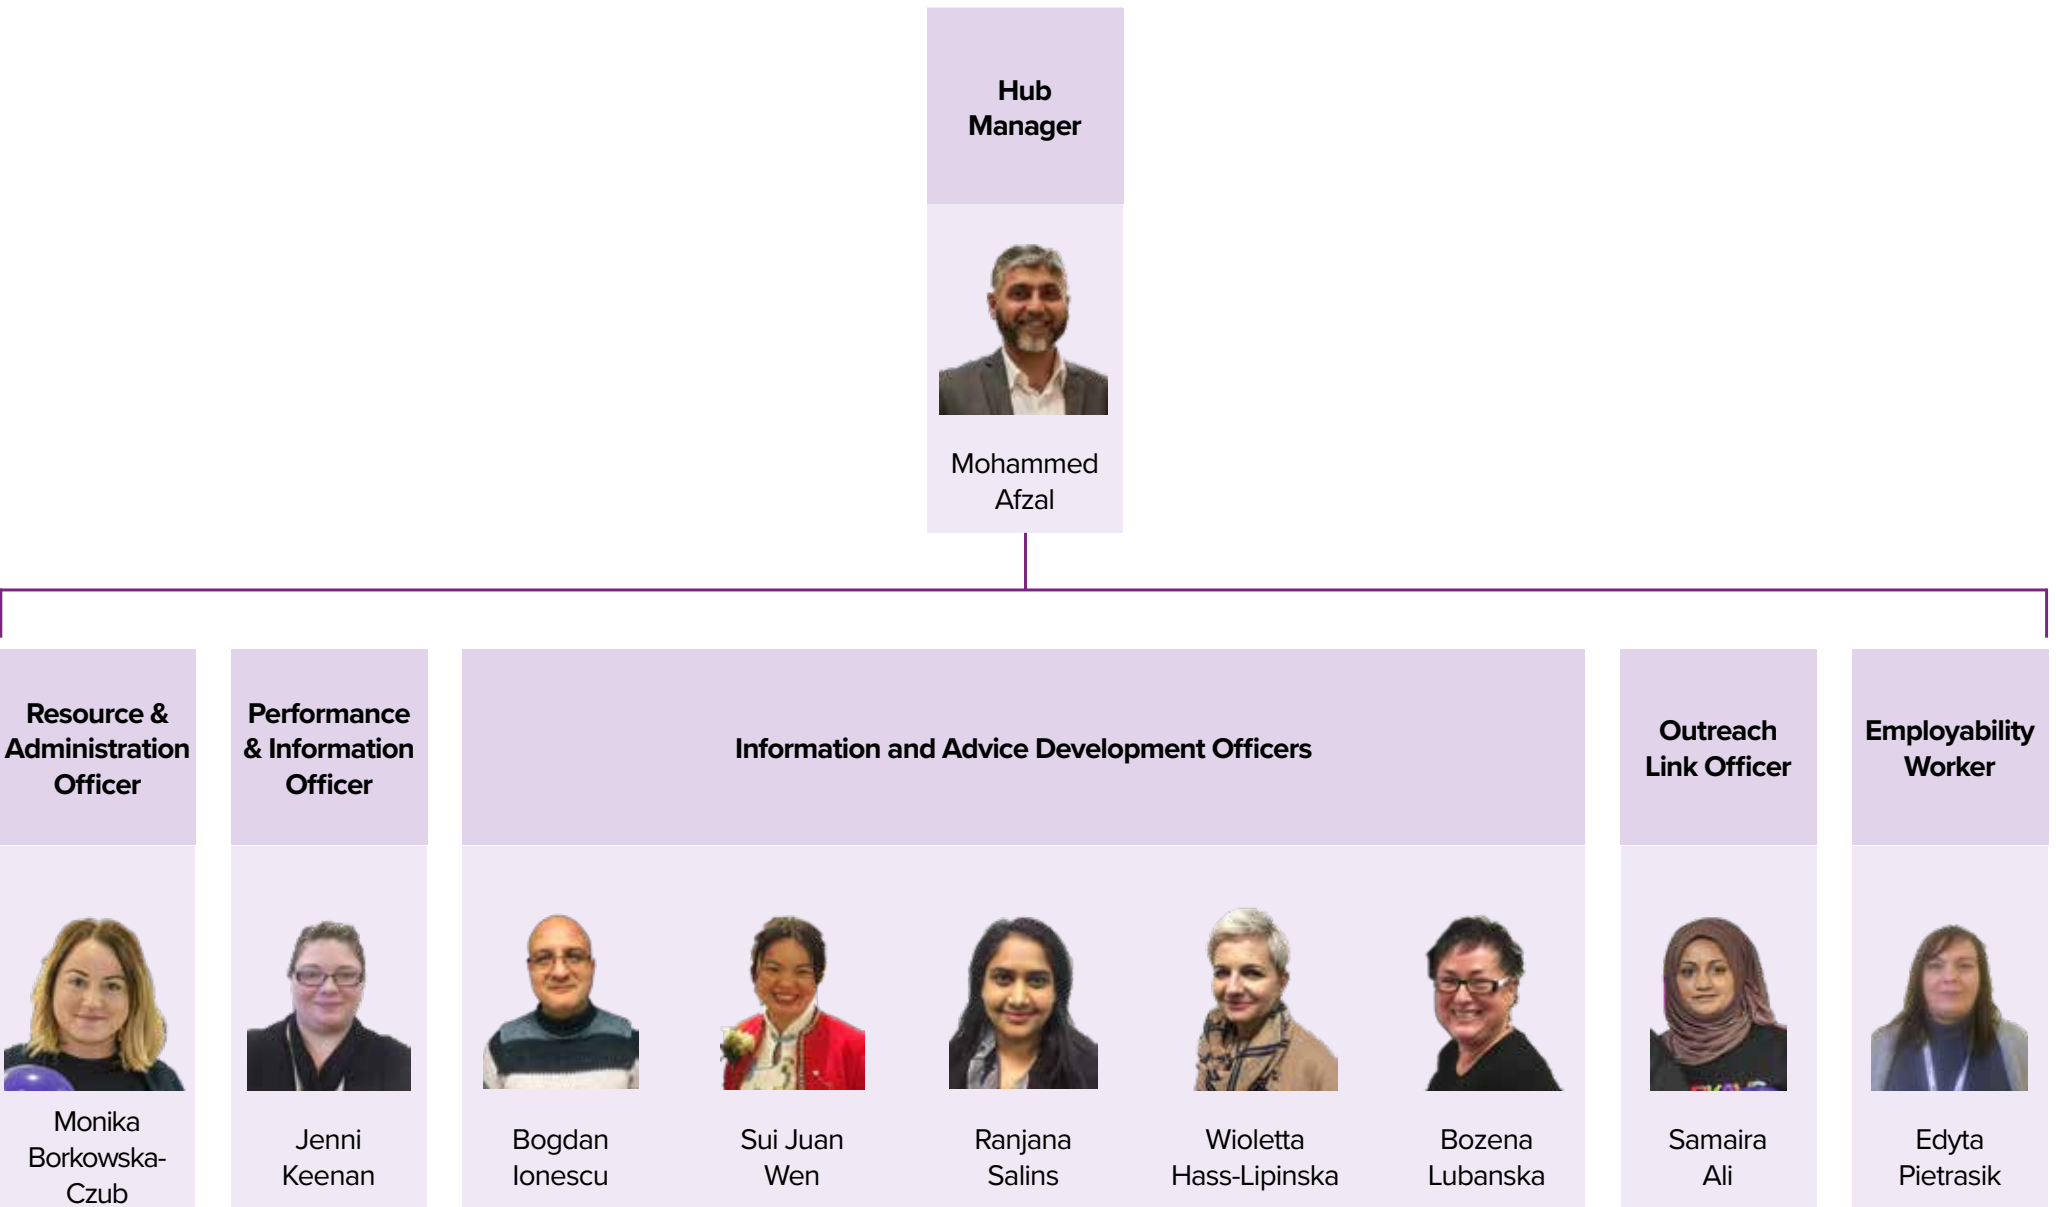 Hub
Manager
Mohammed
Afzal
Resource &
Administration
Officer
Performance
& Information
Officer
Information and Advice Development Officers
Outreach
Link Officer
Employability
Worker
Monika
Borkowska-
Czub
Jenni
Keenan
Bogdan
Ionescu
Sui Juan
Wen
Ranjana
Salins
Wioletta
Hass-Lipinska
Bozena
Lubanska
Samaira
Ali
Edyta
Pietrasik